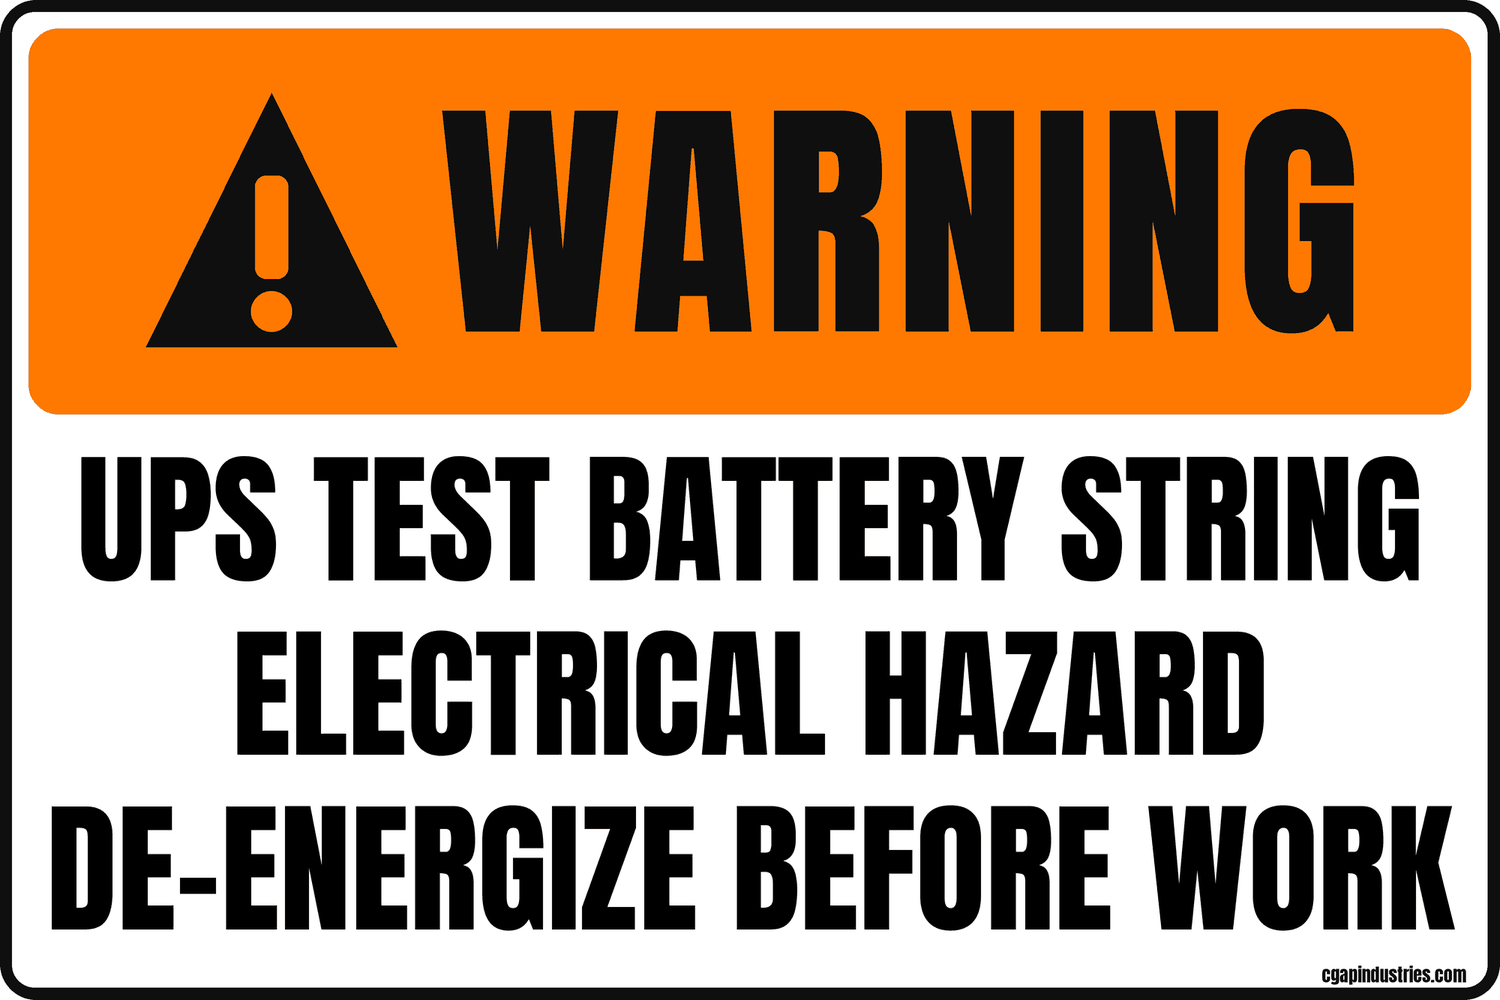 WARNING
UPS TEST BATTERY STRING
ELECTRICAL HAZARD
DE-ENERGIZE BEFORE WORK
cgapindustries.com